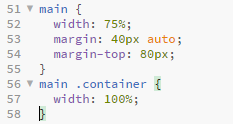 51 ▼ main {
52 width: 75%;
53 margin: 40px auto;
54 margin-top: 80px;
55 }
56 ▼ main .container {
57 width: 100%;
58 }